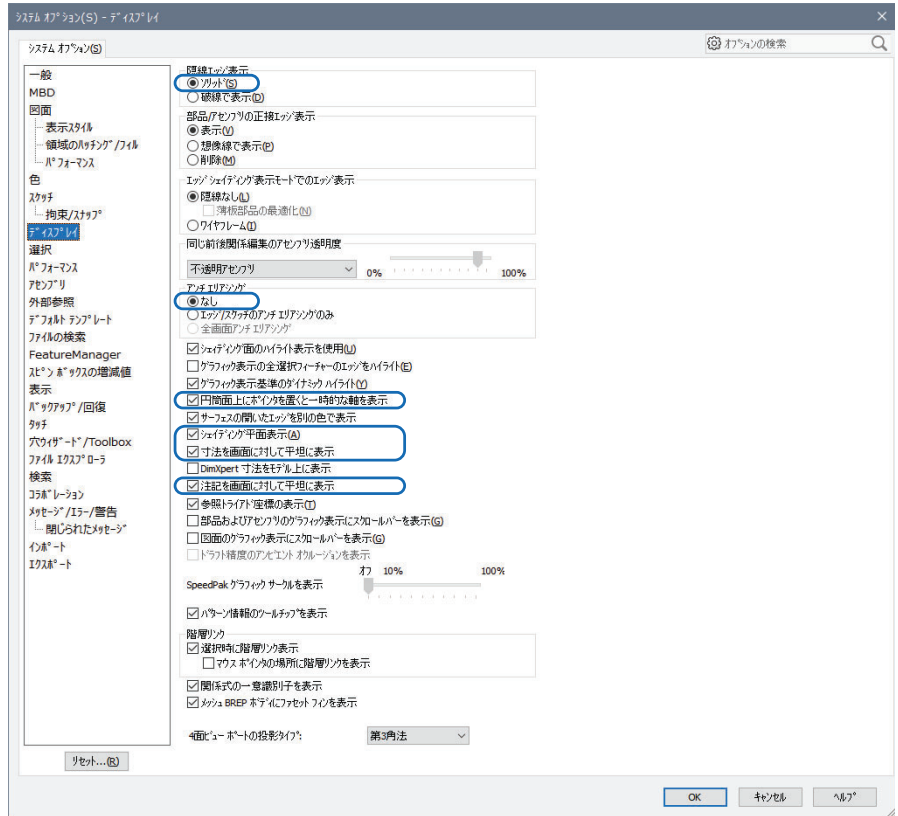 システム オプション(S) - ディスプレイ
システム オプション(S)
オプションの検索
一般
MBD
図面
表示スタイル
領域のハッチング/フィル
パフォーマンス
色
スケッチ
拘束/スナップ
ディスプレイ
選択
パフォーマンス
アセンブリ
外部参照
デフォルト テンプレート
ファイルの検索
FeatureManager
スピン ボックスの増減値
表示
バックアップ/回復
タッチ
穴ウィザード/Toolbox
ファイル エクスプローラ
検索
コラボレーション
メッセージ/エラー/警告
閉じられたメッセージ
インポート
エクスポート
リセット...(R)
隠線エッジ表示
ソリッド(S)
破線で表示(D)
部品/アセンブリの正接エッジ表示
表示(V)
想像線で表示(P)
削除(M)
エッジ シェイディング表示モードでのエッジ表示
隠線なし(L)
薄板部品の最適化(N)
ワイヤフレーム(I)
同じ前後関係編集のアセンブリ透明度
不透明アセンブリ
0%
100%
アンチ エリアシング
なし
エッジ/スケッチのアンチ エリアシングのみ
全画面アンチ エリアシング
シェイディング面のハイライト表示を使用(U)
グラフィック表示の全選択フィーチャーのエッジをハイライト(E)
グラフィック表示基準のダイナミック ハイライト(Y)
円筒面上にポインタを置くと一時的な軸を表示
サーフェスの開いたエッジを別の色で表示
シェイディング平面表示(A)
寸法を画面に対して平坦に表示
DimXpert 寸法をモデル上に表示
注記を画面に対して平坦に表示
参照トライアド座標の表示(T)
部品およびアセンブリのグラフィック表示にスクロールバーを表示(G)
図面のグラフィック表示にスクロールバーを表示(G)
ドラフト精度のアンビエント オクルージョンを表示
オフ 10% 100%
SpeedPak グラフィック サークルを表示
パターン情報のツールチップを表示
階層リンク
選択時に階層リンク表示
マウス ポインタの場所に階層リンクを表示
関係式の一意識別子を表示
メッシュ BREP ボディにファセット フィンを表示
4面ビュー ポートの投影タイプ: 第3角法
OK キャンセル ヘルプ